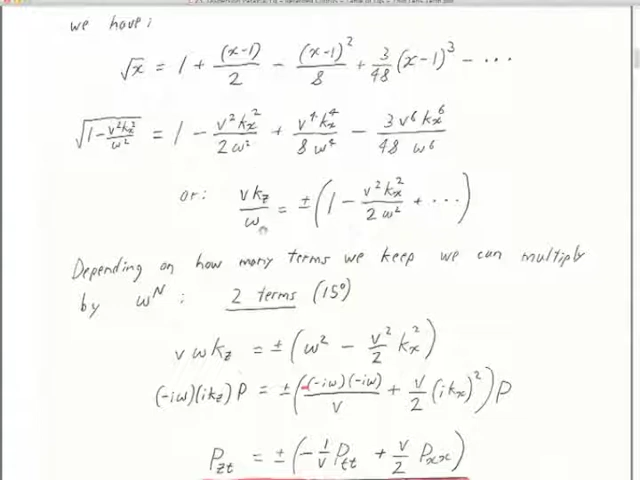 we have:
√x = 1 + (x-1)/2 - (x-1)²/8 + 3/48 (x-1)³ - ...
√(1 - v²kx²/ω²) = 1 - v²kx²/2ω² + v⁴kx⁴/8ω⁴ - 3v⁶kx⁶/48ω⁶
or: vkz/ω = ±(1 - v²kx²/2ω² + ...)
Depending on how many terms we keep we can multiply
by ωᴺ: 2 terms (15°)
vωkz = ±(ω² - v²/2 kx²)
(-iω)(ikz)P = ±(-(-iω)(-iω)/v + v/2 (ikx)²)P
Pzt = ±(-1/v Ptt + v/2 Pxx)